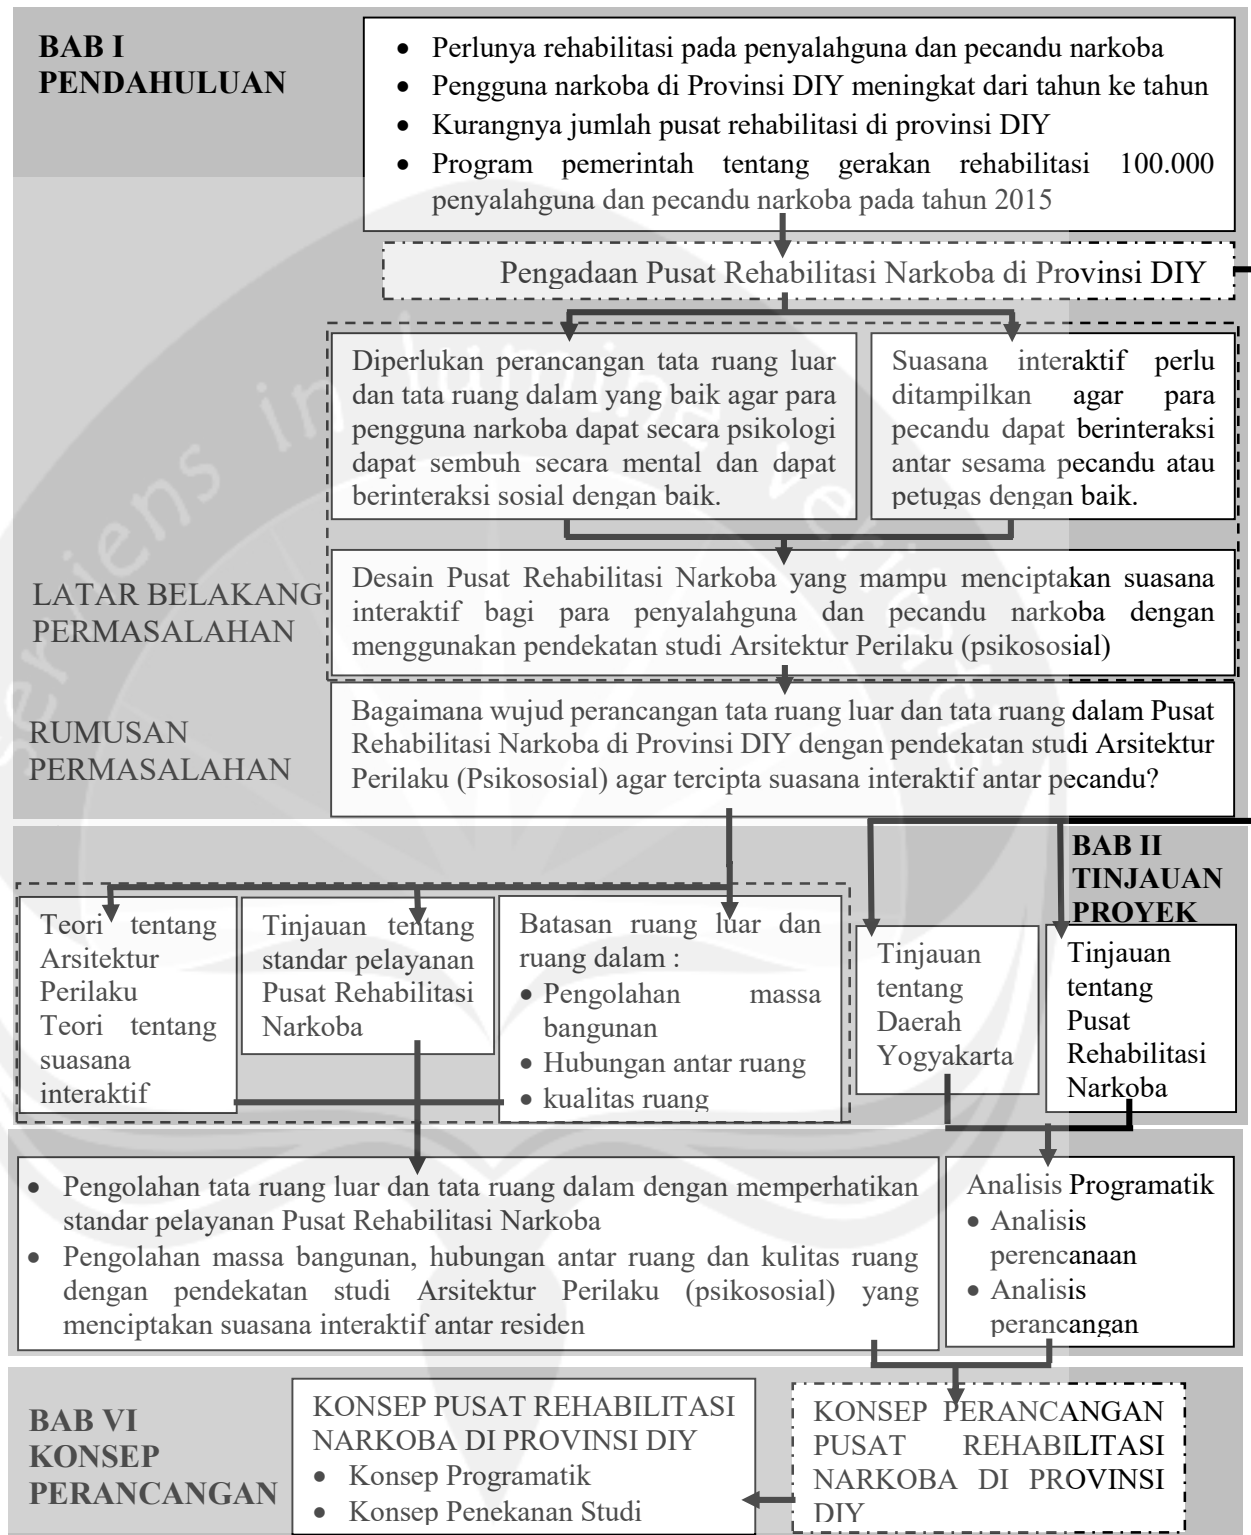 BAB I
PENDAHULUAN
• Perlunya rehabilitasi pada penyalahguna dan pecandu narkoba
• Pengguna narkoba di Provinsi DIY meningkat dari tahun ke tahun
• Kurangnya jumlah pusat rehabilitasi di provinsi DIY
• Program pemerintah tentang gerakan rehabilitasi 100.000
penyalahguna dan pecandu narkoba pada tahun 2015
Pengadaan Pusat Rehabilitasi Narkoba di Provinsi DIY
Diperlukan perancangan tata ruang luar
dan tata ruang dalam yang baik agar para
pengguna narkoba dapat secara psikologi
dapat sembuh secara mental dan dapat
berinteraksi sosial dengan baik.
Suasana interaktif perlu
ditampilkan agar para
pecandu dapat berinteraksi
antar sesama pecandu atau
petugas dengan baik.
LATAR BELAKANG
PERMASALAHAN
Desain Pusat Rehabilitasi Narkoba yang mampu menciptakan suasana
interaktif bagi para penyalahguna dan pecandu narkoba dengan
menggunakan pendekatan studi Arsitektur Perilaku (psikososial)
RUMUSAN
PERMASALAHAN
Bagaimana wujud perancangan tata ruang luar dan tata ruang dalam Pusat
Rehabilitasi Narkoba di Provinsi DIY dengan pendekatan studi Arsitektur
Perilaku (Psikososial) agar tercipta suasana interaktif antar pecandu?
BAB II
TINJAUAN
PROYEK
Teori tentang
Arsitektur
Perilaku
Teori tentang
suasana
interaktif
Tinjauan tentang
standar pelayanan
Pusat Rehabilitasi
Narkoba
Batasan ruang luar dan
ruang dalam :
• Pengolahan massa
bangunan
• Hubungan antar ruang
• kualitas ruang
Tinjauan
tentang
Daerah
Yogyakarta
Tinjauan
tentang
Pusat
Rehabilitasi
Narkoba
• Pengolahan tata ruang luar dan tata ruang dalam dengan memperhatikan
standar pelayanan Pusat Rehabilitasi Narkoba
• Pengolahan massa bangunan, hubungan antar ruang dan kulitas ruang
dengan pendekatan studi Arsitektur Perilaku (psikososial) yang
menciptakan suasana interaktif antar residen
Analisis Programatik
• Analisis
perencanaan
• Analisis
perancangan
BAB VI
KONSEP
PERANCANGAN
KONSEP PUSAT REHABILITASI
NARKOBA DI PROVINSI DIY
• Konsep Programatik
• Konsep Penekanan Studi
KONSEP PERANCANGAN
PUSAT REHABILITASI
NARKOBA DI PROVINSI
DIY
serviens in lumine veritatis